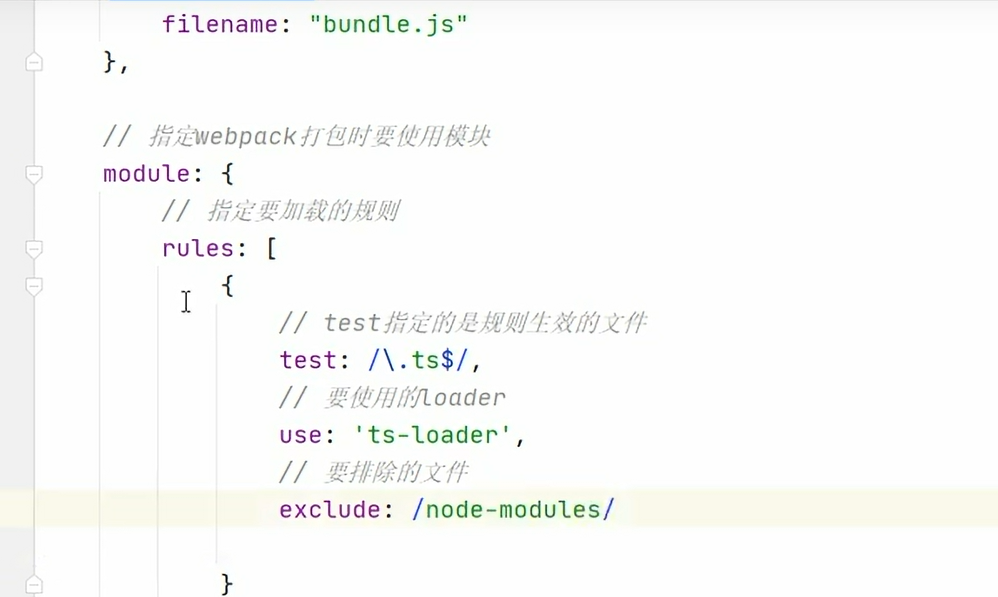 filename: "bundle.js"
},
// 指定webpack打包时要使用模块
module: {
// 指定要加载的规则
rules: [
{
// test指定的是规则生效的文件
test: /\.ts$/,
// 要使用的loader
use: 'ts-loader',
// 要排除的文件
exclude: /node-modules/
}